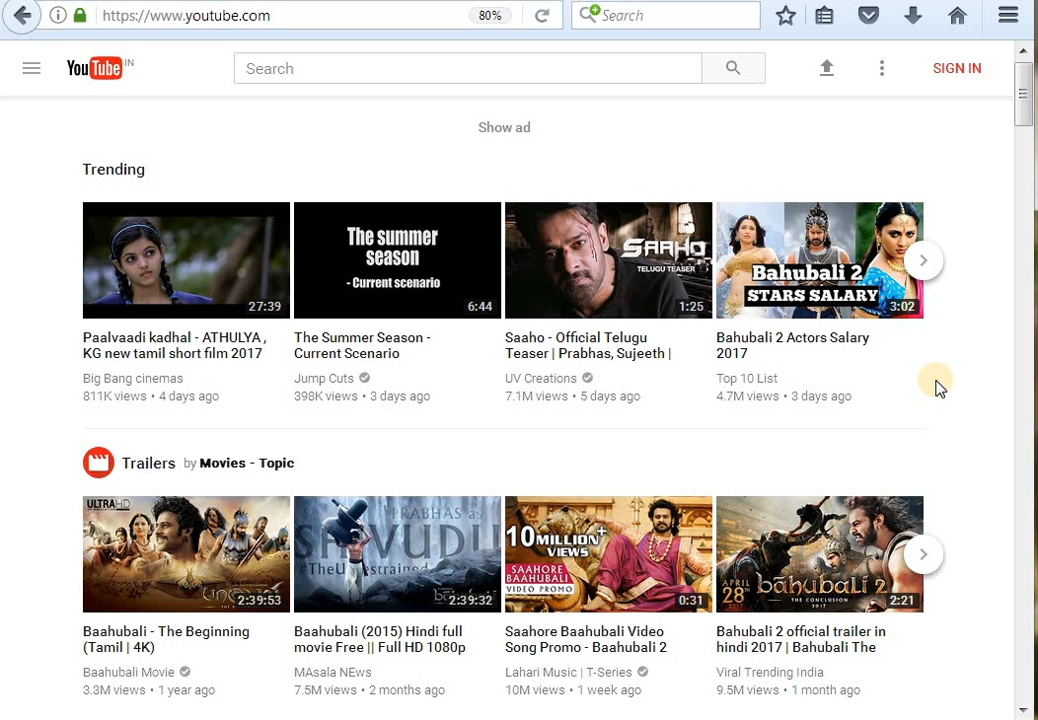 https://www.youtube.com
80%
Search
YouTube IN
Search
SIGN IN
Show ad
Trending
The summer
season
- Current scenario
SAAHO
TELUGU TEASER
Bahubali 2
STARS SALARY
27:39
6:44
1:25
3:02
Paalvaadi kadhal - ATHULYA ,
KG new tamil short film 2017
Big Bang cinemas
811K views • 4 days ago
The Summer Season -
Current Scenario
Jump Cuts
398K views • 3 days ago
Saaho - Official Telugu
Teaser | Prabhas, Sujeeth |
UV Creations
7.1M views • 5 days ago
Bahubali 2 Actors Salary
2017
Top 10 List
4.7M views • 3 days ago
Trailers by Movies - Topic
ULTRA HD
2:39:53
PRABHAS as
SHIVUDU
2:39:32
10 MILLION+
VIEWS
SAAHORE
BAAHUBALI
VIDEO PROMO
0:31
APRIL
28TH
2017
bāhubali 2
THE CONCLUSION
2:21
Baahubali - The Beginning
(Tamil | 4K)
Baahubali Movie
3.3M views • 1 year ago
Baahubali (2015) Hindi full
movie Free || Full HD 1080p
MAsala NEws
7.5M views • 2 months ago
Saahore Baahubali Video
Song Promo - Baahubali 2
Lahari Music | T-Series
10M views • 1 week ago
Bahubali 2 official trailer in
hindi 2017 | Bahubali The
Viral Trending India
9.5M views • 1 month ago